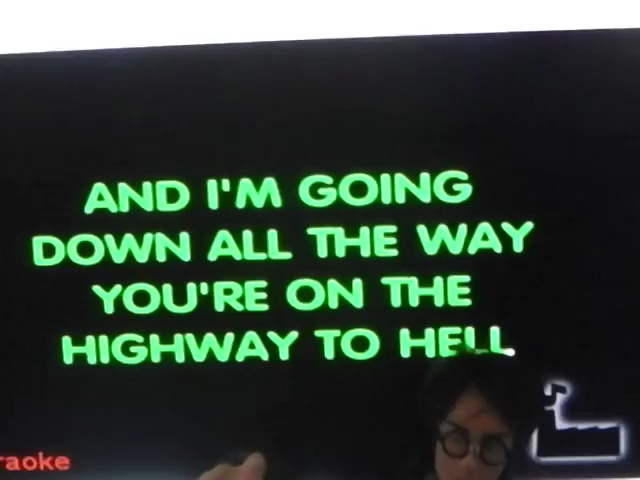 AND I'M GOING
DOWN ALL THE WAY
YOU'RE ON THE
HIGHWAY TO HELL
raoke